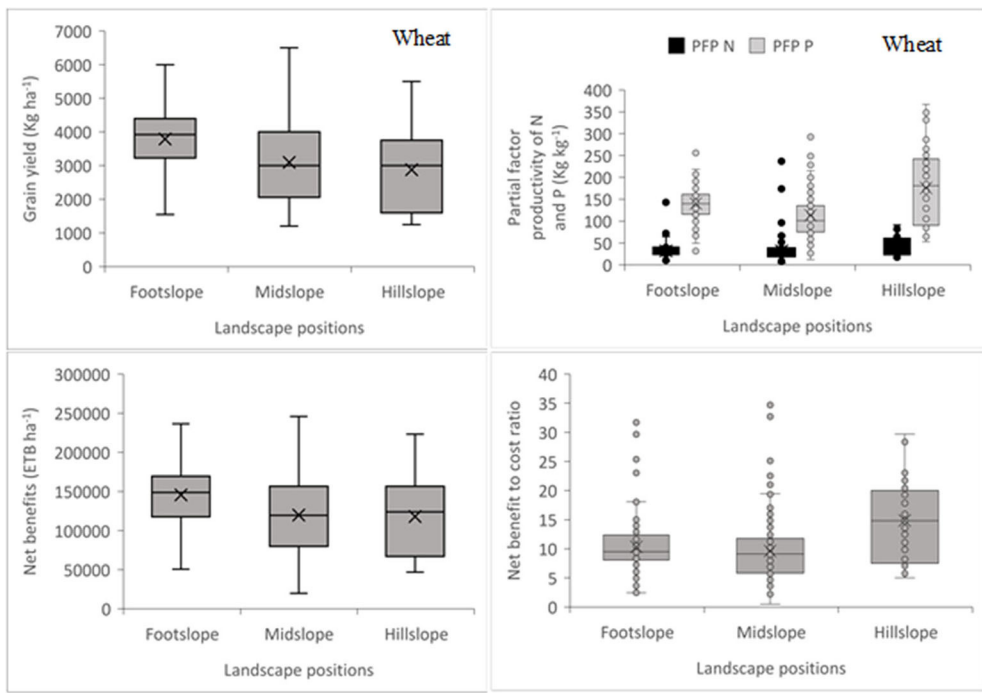 Wheat
Grain yield (Kg ha⁻¹)
7000
6000
5000
4000
3000
2000
1000
0
Footslope Midslope Hillslope
Landscape positions
PFP N PFP P
Wheat
Partial factor
productivity of N
and P (Kg kg⁻¹)
400
350
300
250
200
150
100
50
0
Footslope Midslope Hillslope
Landscape positions
Net benefits (ETB ha⁻¹)
300000
250000
200000
150000
100000
50000
0
Footslope Midslope Hillslope
Landscape positions
Net benefit to cost ratio
40
35
30
25
20
15
10
5
0
Footslope Midslope Hillslope
Landscape positions